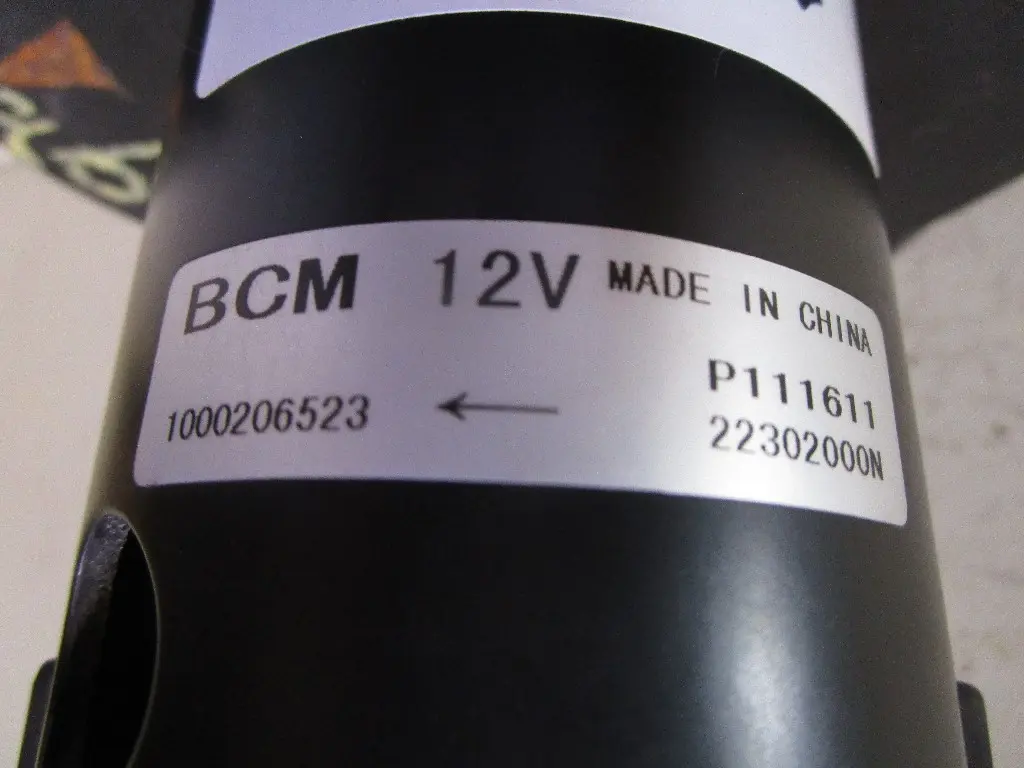 BCM 12V MADE IN CHINA
P111611
1000206523 ← 22302000N